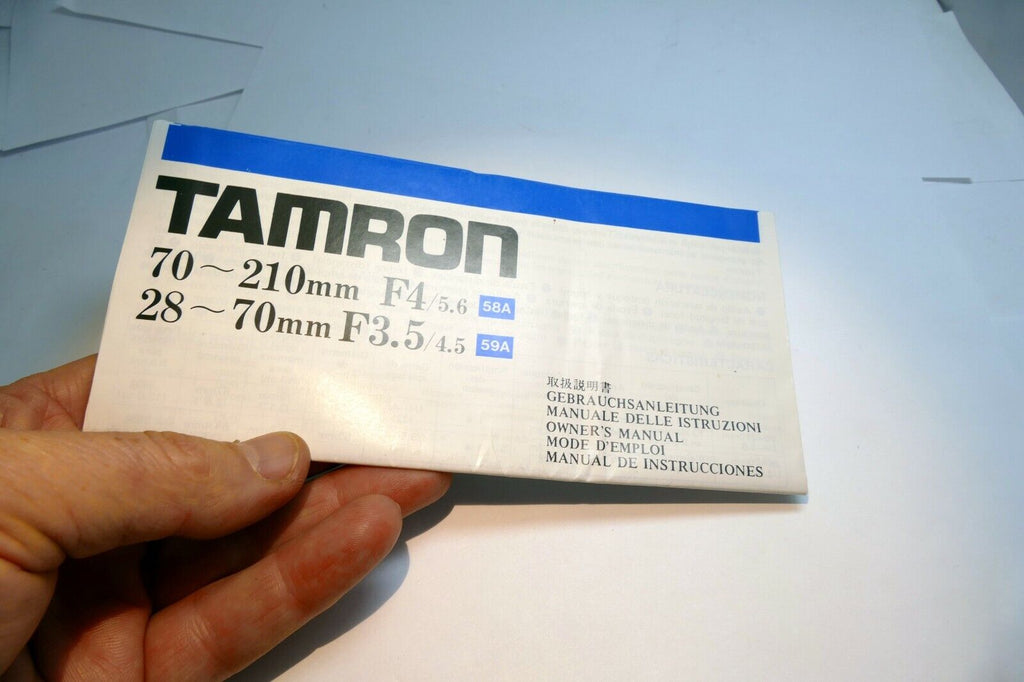 TAMRON
70~210mm F4/5.6 58A
28~70mm F3.5/4.5 59A
取扱説明書
GEBRAUCHSANLEITUNG
MANUALE DELLE ISTRUZIONI
OWNER'S MANUAL
MODE D'EMPLOI
MANUAL DE INSTRUCCIONES